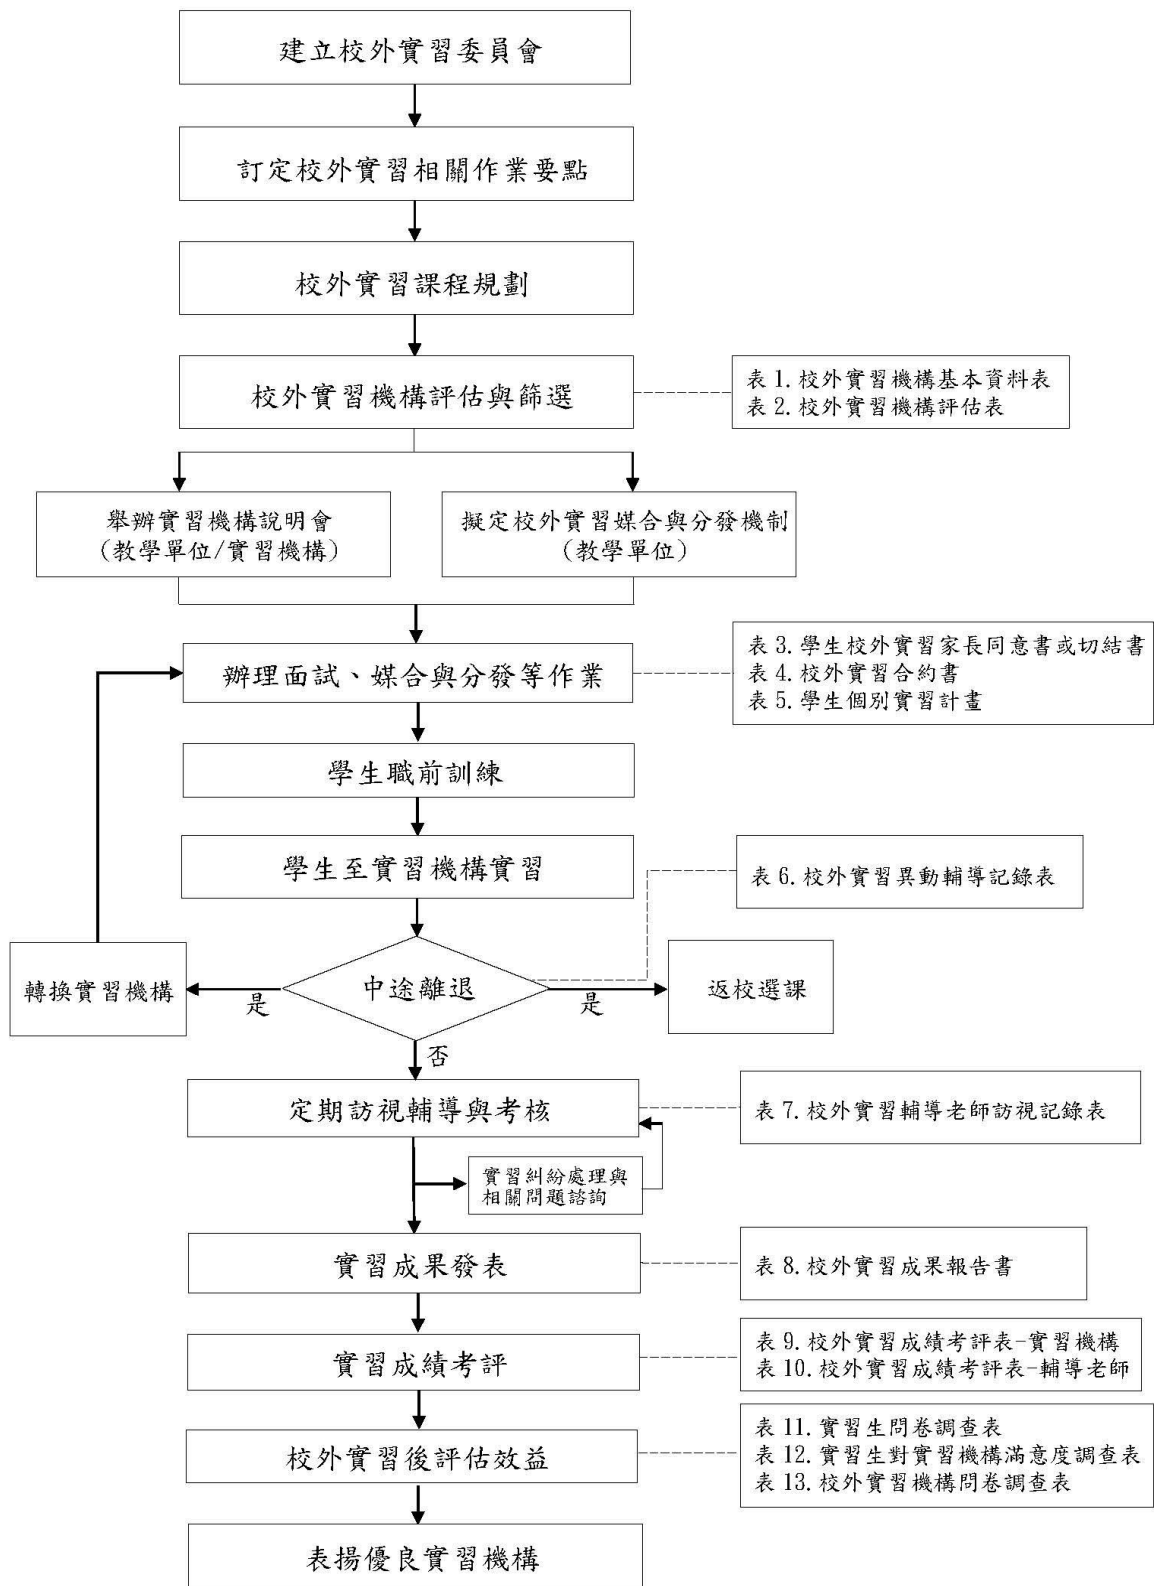 建立校外實習委員會
訂定校外實習相關作業要點
校外實習課程規劃
校外實習機構評估與篩選
表 1.校外實習機構基本資料表
表 2.校外實習機構評估表
舉辦實習機構說明會
(教學單位/實習機構)
擬定校外實習媒合與分發機制
(教學單位)
辦理面試、媒合與分發等作業
表 3.學生校外實習家長同意書或切結書
表 4.校外實習合約書
表 5.學生個別實習計畫
學生職前訓練
學生至實習機構實習
表 6.校外實習異動輔導記錄表
轉換實習機構
是
中途離退
是
返校選課
否
定期訪視輔導與考核
表 7.校外實習輔導老師訪視記錄表
實習糾紛處理與
相關問題諮詢
實習成果發表
表 8.校外實習成果報告書
實習成績考評
表 9.校外實習成績考評表-實習機構
表 10.校外實習成績考評表-輔導老師
校外實習後評估效益
表 11.實習生問卷調查表
表 12.實習生對實習機構滿意度調查表
表 13.校外實習機構問卷調查表
表揚優良實習機構